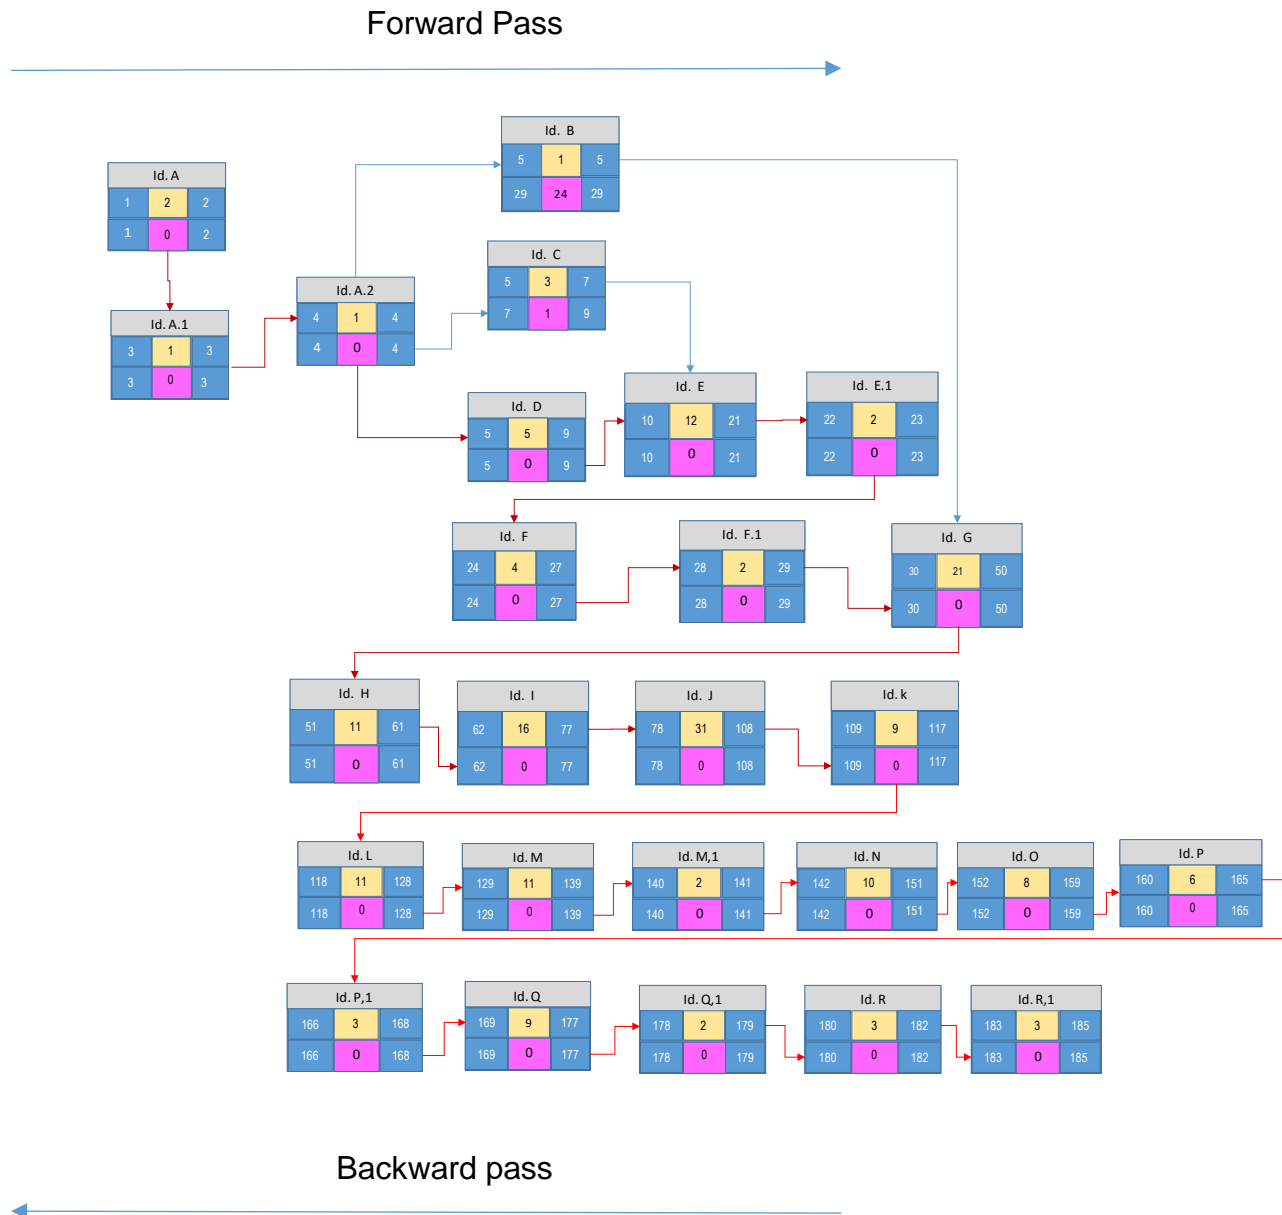 Forward Pass
Id. B
5 1 5
29 24 29
Id. A
1 2 2
1 0 2
Id. C
5 3 7
7 1 9
Id. A.2
4 1 4
4 0 4
Id. A.1
3 1 3
3 0 3
Id. E
10 12 21
10 0 21
Id. E.1
22 2 23
22 0 23
Id. D
5 5 9
5 0 9
Id. F
24 4 27
24 0 27
Id. F.1
28 2 29
28 0 29
Id. G
30 21 50
30 0 50
Id. H
51 11 61
51 0 61
Id. I
62 16 77
62 0 77
Id. J
78 31 108
78 0 108
Id. k
109 9 117
109 0 117
Id. L
118 11 128
118 0 128
Id. M
129 11 139
129 0 139
Id. M,1
140 2 141
140 0 141
Id. N
142 10 151
142 0 151
Id. O
152 8 159
152 0 159
Id. P
160 6 165
160 0 165
Id. P,1
166 3 168
166 0 168
Id. Q
169 9 177
169 0 177
Id. Q,1
178 2 179
178 0 179
Id. R
180 3 182
180 0 182
Id. R,1
183 3 185
183 0 185
Backward pass